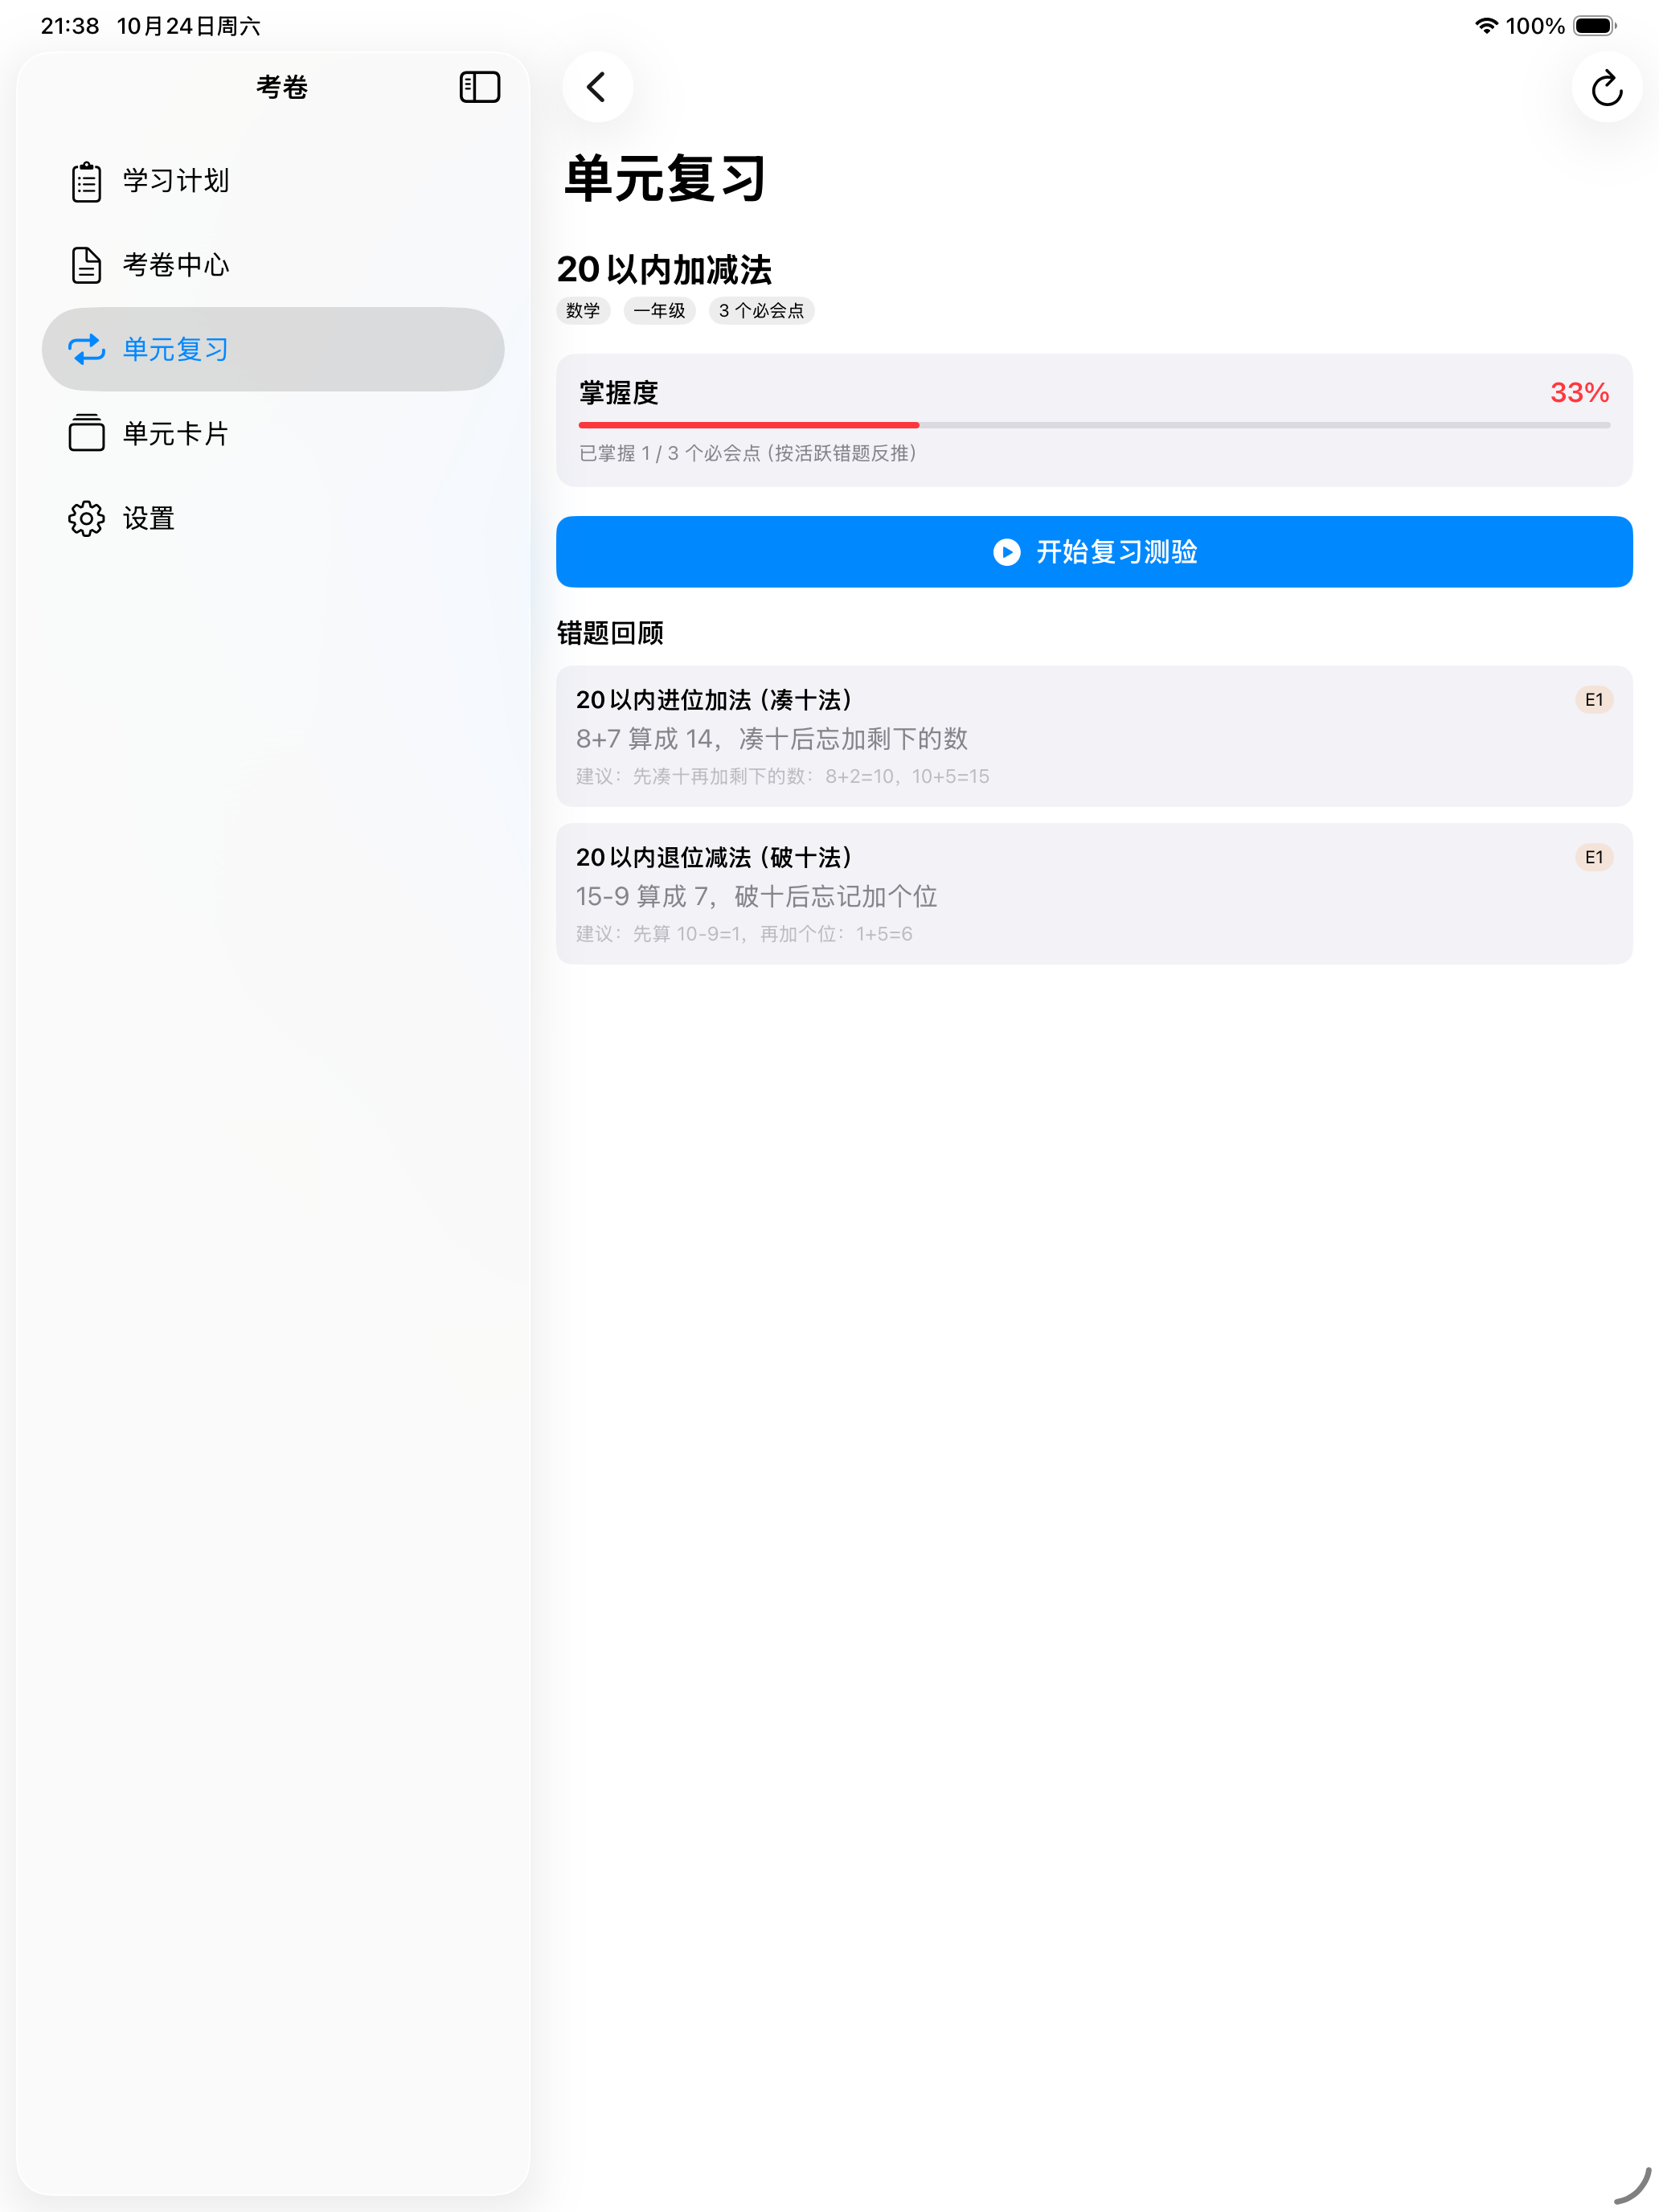 21:38 10月24日周六
100%
考卷
学习计划
考卷中心
单元复习
单元卡片
设置
单元复习
20 以内加减法
数学 一年级 3 个必会点
掌握度 33%
已掌握 1 / 3 个必会点（按活跃错题反推）
开始复习测验
错题回顾
20 以内进位加法（凑十法） E1
8+7 算成 14，凑十后忘加剩下的数
建议：先凑十再加剩下的数：8+2=10，10+5=15
20 以内退位减法（破十法） E1
15-9 算成 7，破十后忘记加个位
建议：先算 10-9=1，再加个位：1+5=6